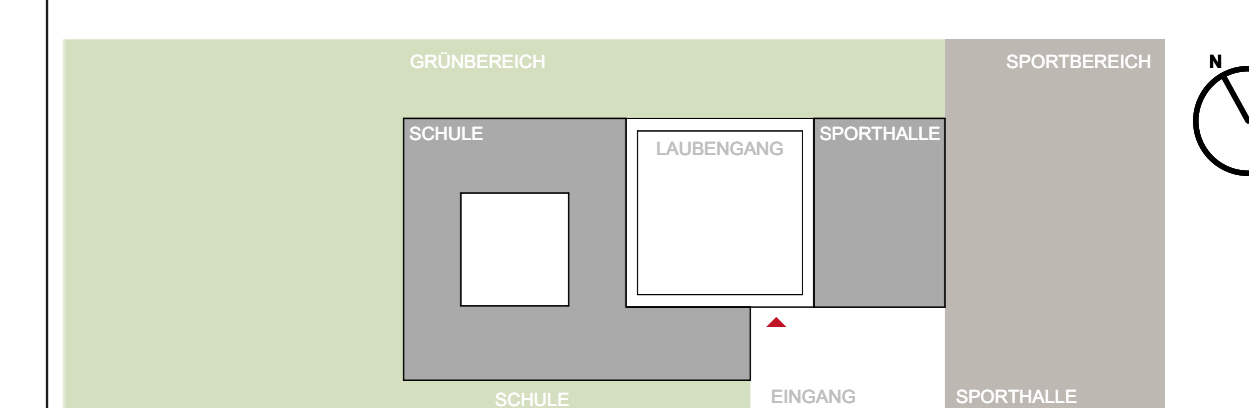 GRÜNBEREICH
SPORTBEREICH
N
SCHULE
LAUBENGANG
SPORTHALLE
SCHULE
EINGANG
SPORTHALLE